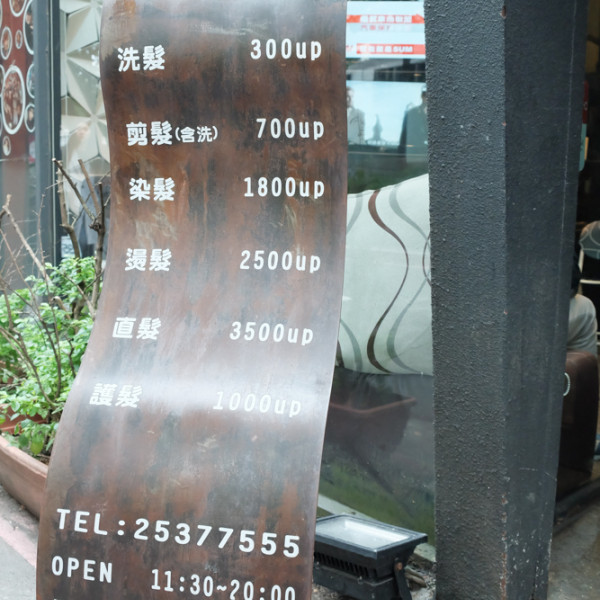 洗髮 300up
剪髮(含洗) 700up
染髮 1800up
燙髮 2500up
直髮 3500up
護髮 1000up
TEL:25377555
OPEN 11:30~20:00